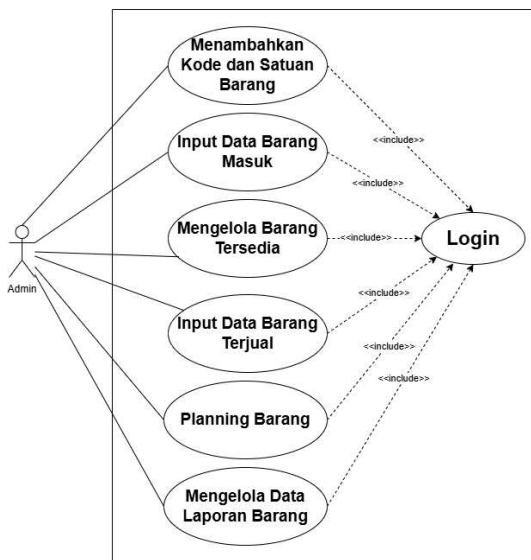 Menambahkan
Kode dan Satuan
Barang
<<include>>
Input Data Barang
Masuk
<<include>>
Mengelola Barang
Tersedia
<<include>>
Login
Admin
<<include>>
Input Data Barang
Terjual
<<include>>
<<include>>
Planning Barang
Mengelola Data
Laporan Barang